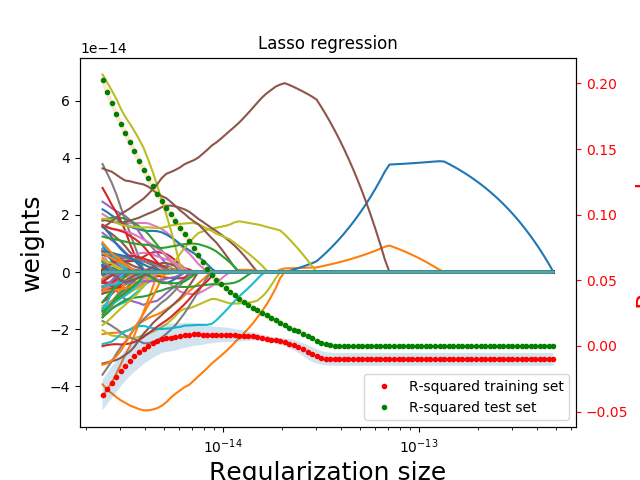 Lasso regression
1e−14
6
4
2
0
−2
−4
weights
0.20
0.15
0.10
0.05
0.00
−0.05
R-squared training set
R-squared test set
10⁻¹⁴
10⁻¹³
Regularization size